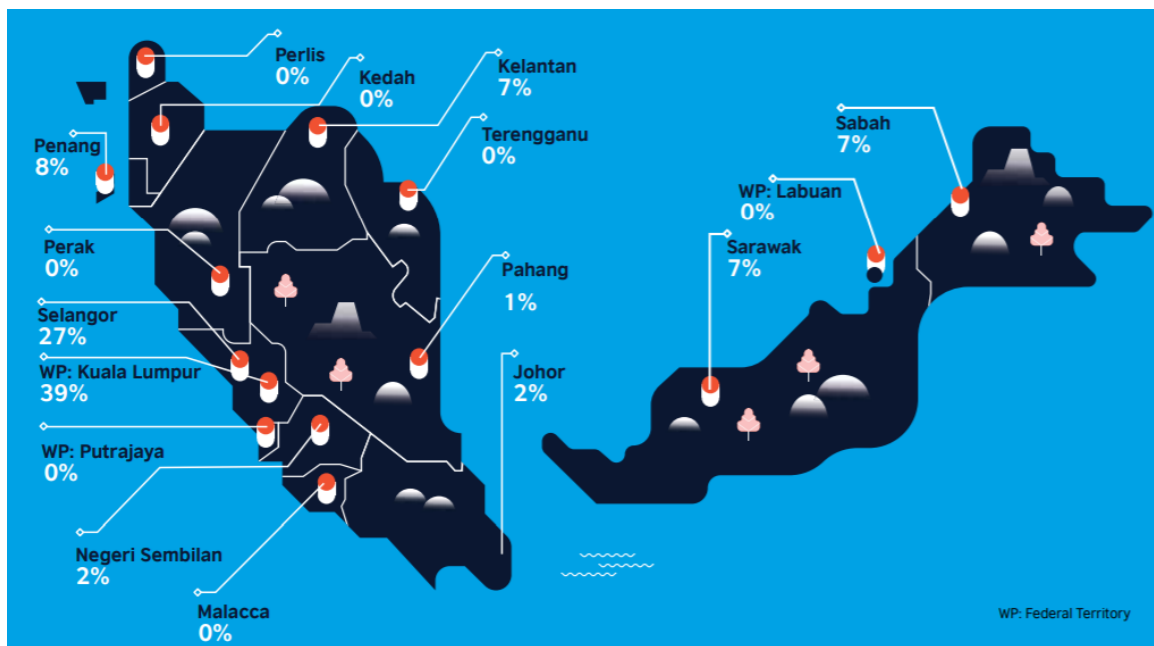 Perlis
0%
Kedah
0%
Kelantan
7%
Terengganu
0%
Penang
8%
Perak
0%
Selangor
27%
WP: Kuala Lumpur
39%
WP: Putrajaya
0%
Negeri Sembilan
2%
Malacca
0%
Pahang
1%
Johor
2%
Sabah
7%
WP: Labuan
0%
Sarawak
7%
WP: Federal Territory